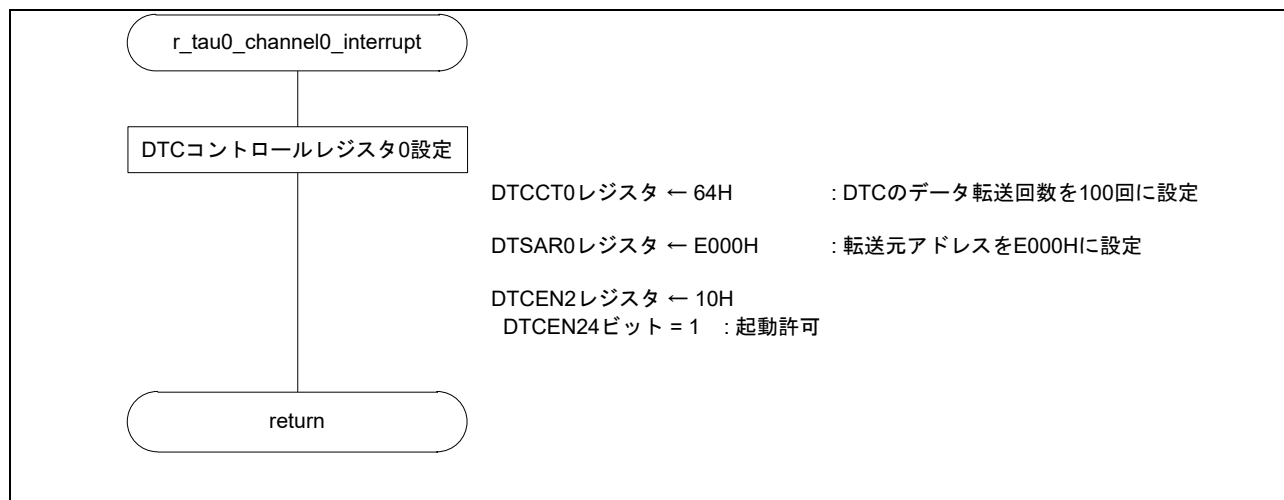 r_tau0_channel0_interrupt
DTCコントロールレジスタ0設定
DTCCT0レジスタ ← 64H : DTCのデータ転送回数を100回に設定
DTSAR0レジスタ ← E000H : 転送元アドレスをE000Hに設定
DTCEN2レジスタ ← 10H
DTCEN24ビット = 1 : 起動許可
return